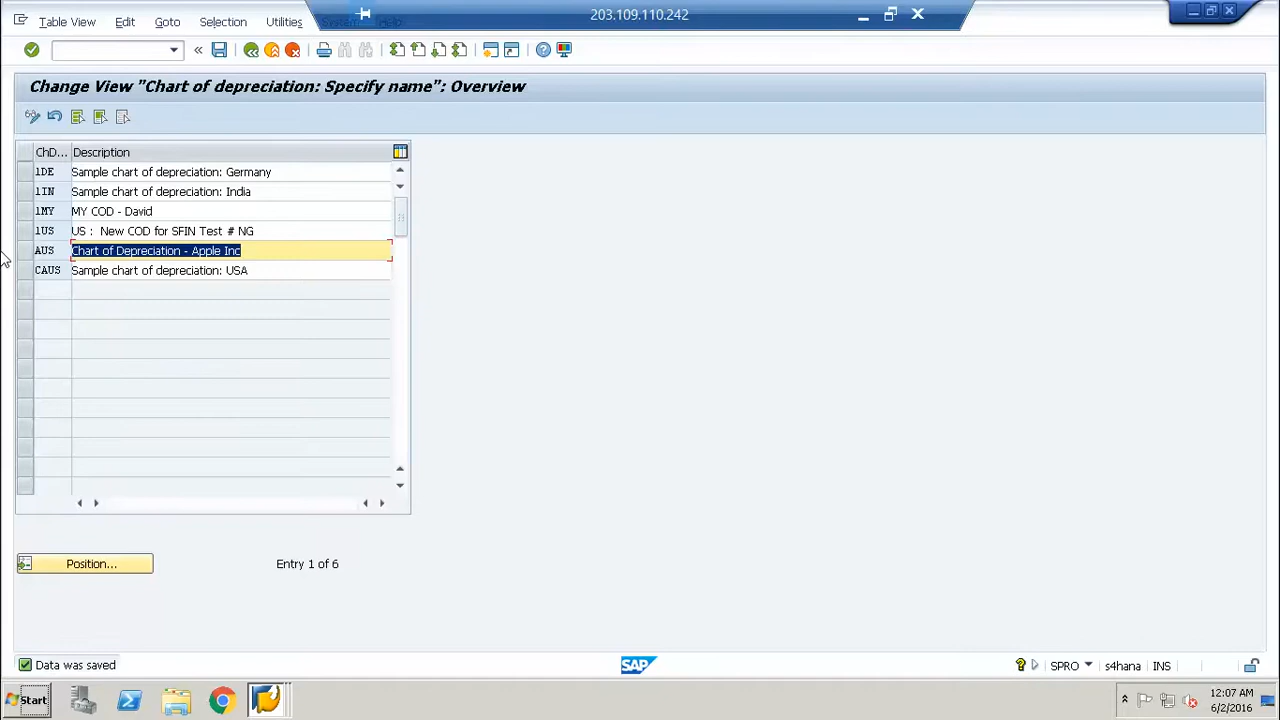 203.109.110.242
Table View Edit Goto Selection Utilities System Help
Change View "Chart of depreciation: Specify name": Overview
ChD... Description
1DE Sample chart of depreciation: Germany
1IN Sample chart of depreciation: India
1MY MY COD - David
1US US : New COD for SFIN Test # NG
AUS Chart of Depreciation - Apple Inc
CAUS Sample chart of depreciation: USA
Position... Entry 1 of 6
Data was saved SAP SPRO s4hana INS
Start 12:07 AM
6/2/2016